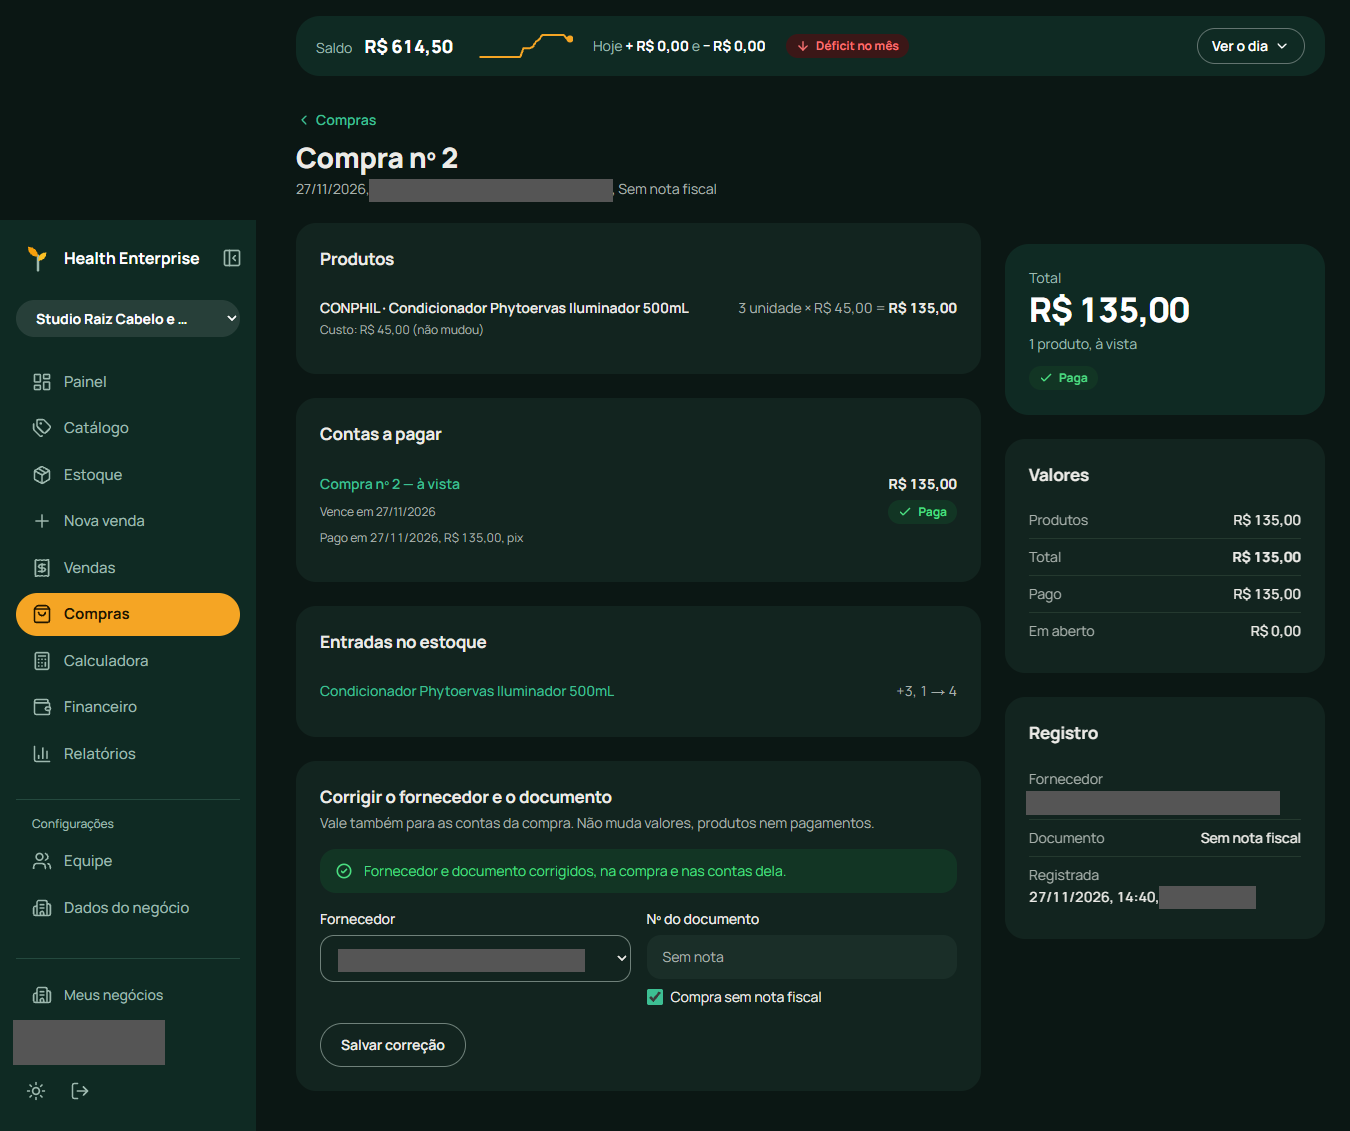 Saldo R$ 614,50 Hoje + R$ 0,00 e − R$ 0,00 Déficit no mês Ver o dia
Compras
Compra nº 2
27/11/2026, , Sem nota fiscal
Health Enterprise
Studio Raiz Cabelo e ...
Painel
Catálogo
Estoque
Nova venda
Vendas
Compras
Calculadora
Financeiro
Relatórios
Configurações
Equipe
Dados do negócio
Meus negócios
Produtos
CONPHIL · Condicionador Phytoervas Iluminador 500mL 3 unidade × R$ 45,00 = R$ 135,00
Custo: R$ 45,00 (não mudou)
Contas a pagar
Compra nº 2 — à vista R$ 135,00
Vence em 27/11/2026 Paga
Pago em 27/11/2026, R$ 135,00, pix
Entradas no estoque
Condicionador Phytoervas Iluminador 500mL +3, 1 → 4
Corrigir o fornecedor e o documento
Vale também para as contas da compra. Não muda valores, produtos nem pagamentos.
Fornecedor e documento corrigidos, na compra e nas contas dela.
Fornecedor Nº do documento
Sem nota
Compra sem nota fiscal
Salvar correção
Total
R$ 135,00
1 produto, à vista
Paga
Valores
Produtos R$ 135,00
Total R$ 135,00
Pago R$ 135,00
Em aberto R$ 0,00
Registro
Fornecedor
Documento Sem nota fiscal
Registrada
27/11/2026, 14:40,